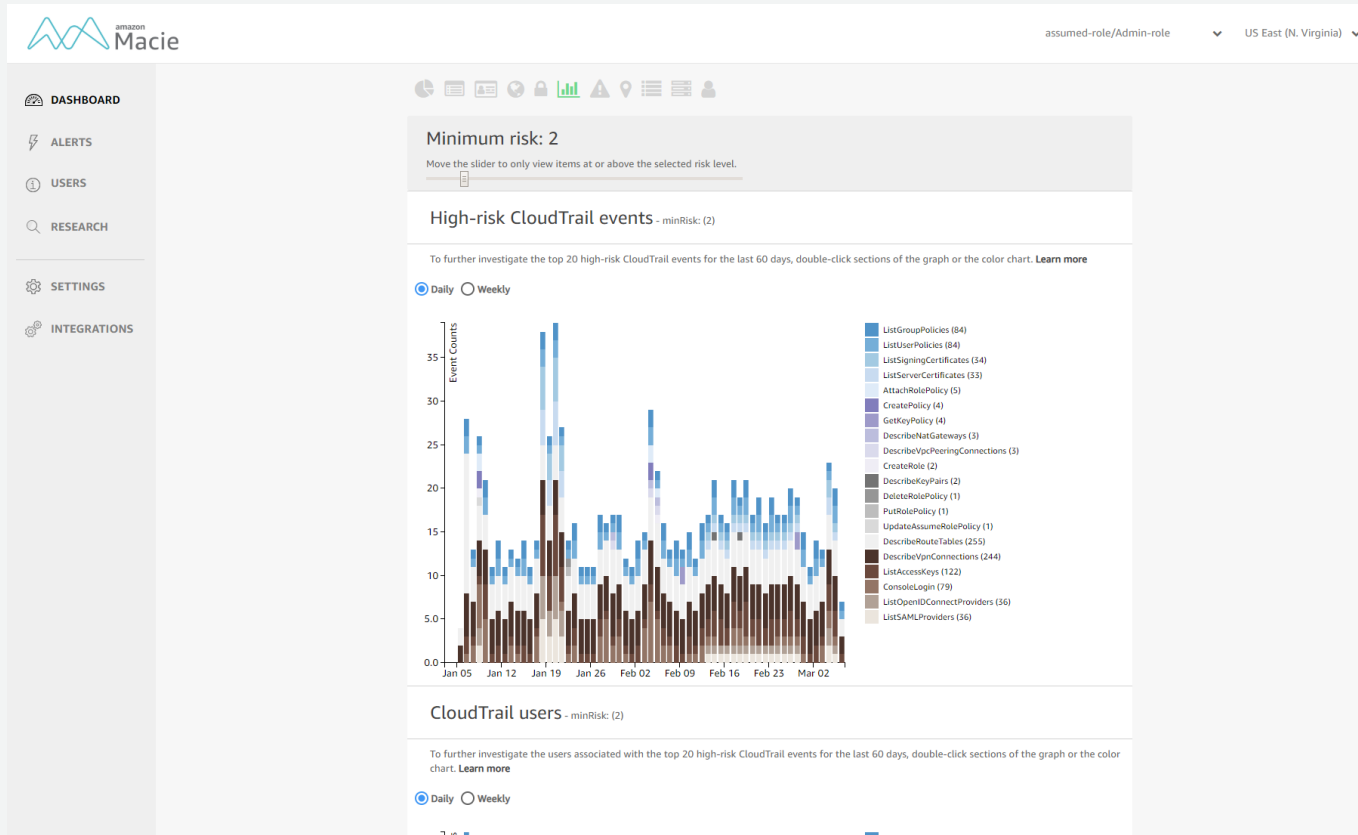 amazon
Macie
assumed-role/Admin-role
US East (N. Virginia)
DASHBOARD
ALERTS
USERS
RESEARCH
SETTINGS
INTEGRATIONS
Minimum risk: 2
Move the slider to only view items at or above the selected risk level.
High-risk CloudTrail events - minRisk: (2)
To further investigate the top 20 high-risk CloudTrail events for the last 60 days, double-click sections of the graph or the color chart. Learn more
Daily Weekly
Event Counts
35
30
25
20
15
10
5.0
0.0
Jan 05 Jan 12 Jan 19 Jan 26 Feb 02 Feb 09 Feb 16 Feb 23 Mar 02
ListGroupPolicies (84)
ListUserPolicies (84)
ListSigningCertificates (34)
ListServerCertificates (33)
AttachRolePolicy (5)
CreatePolicy (4)
GetKeyPolicy (4)
DescribeNatGateways (3)
DescribeVpcPeeringConnections (3)
CreateRole (2)
DescribeKeyPairs (2)
DeleteRolePolicy (1)
PutRolePolicy (1)
UpdateAssumeRolePolicy (1)
DescribeRouteTables (255)
DescribeVpnConnections (244)
ListAccessKeys (122)
ConsoleLogin (79)
ListOpenIDConnectProviders (36)
ListSAMLProviders (36)
CloudTrail users - minRisk: (2)
To further investigate the users associated with the top 20 high-risk CloudTrail events for the last 60 days, double-click sections of the graph or the color
chart. Learn more
Daily Weekly